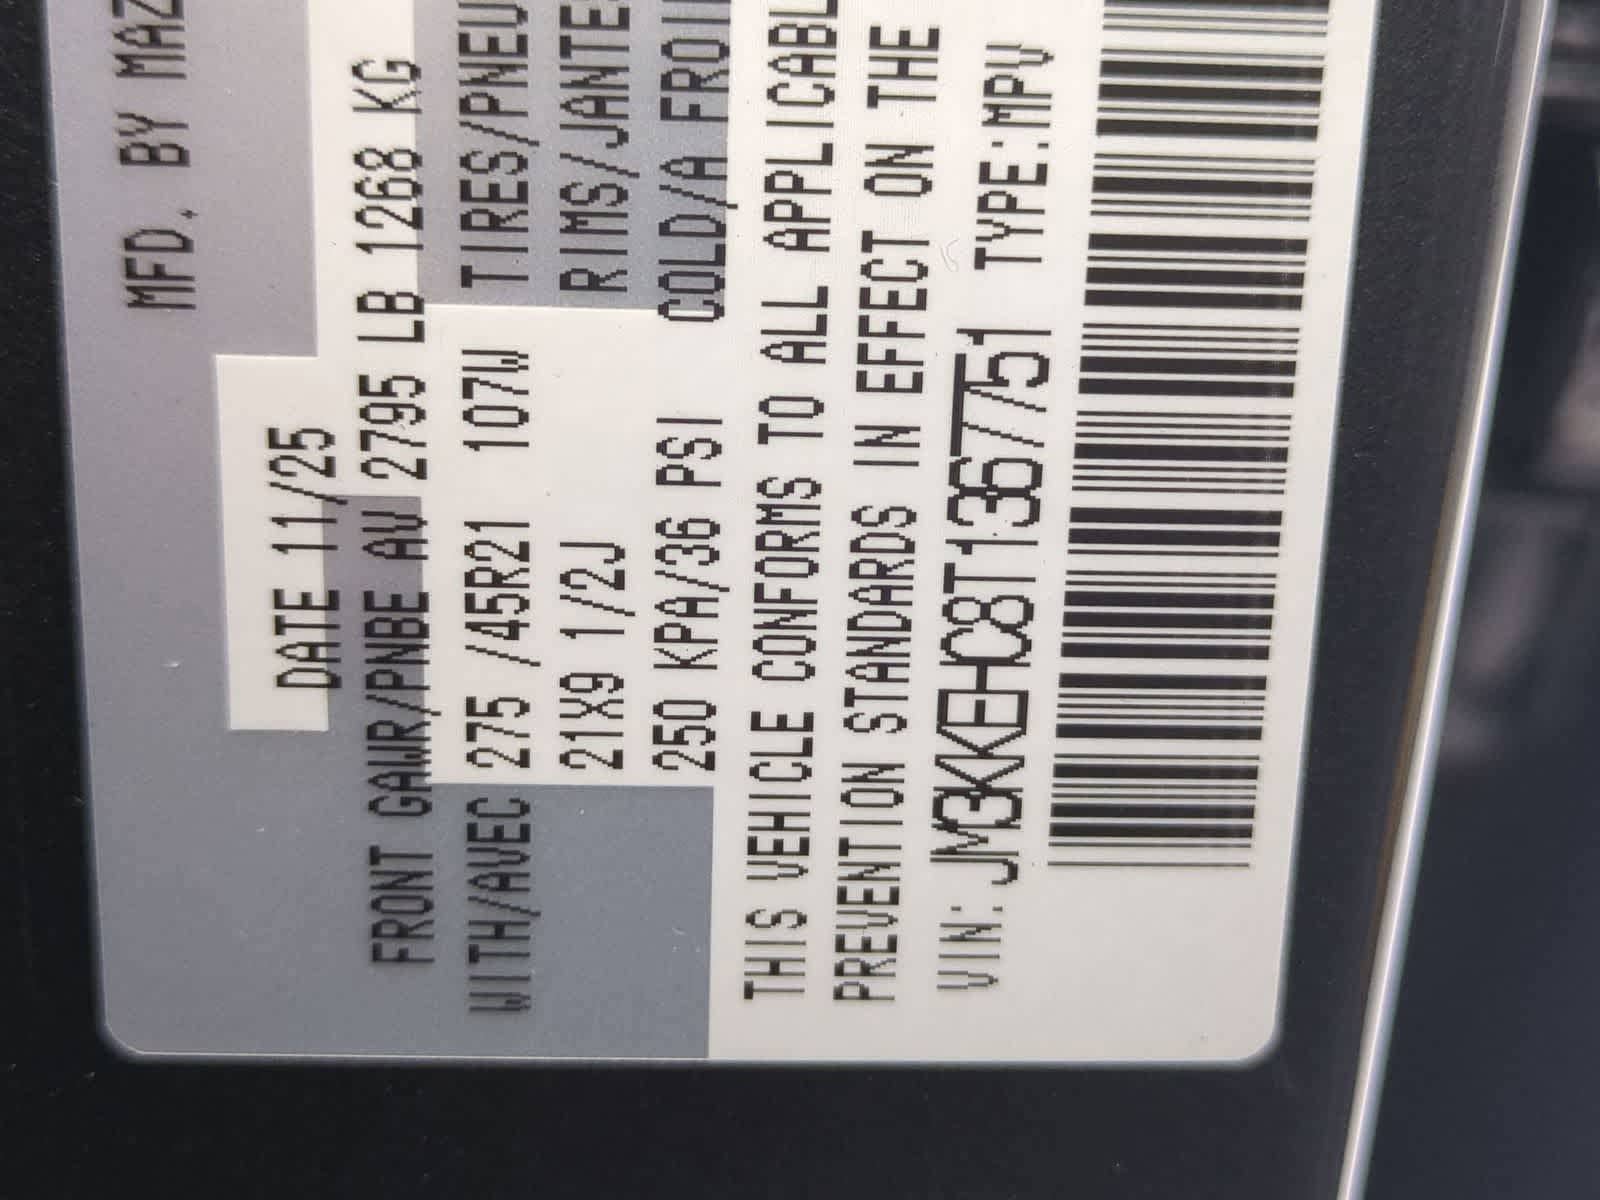 MFD. BY MAZ
DATE 11/25
FRONT GAWR/PNBE AV 2795 LB 1268 KG
WITH/AVEC 275 /45R21 107W TIRES/PNEU
21X9 1/2J RIMS/JANTES
250 KPA/36 PSI COLD/A FROI
THIS VEHICLE CONFORMS TO ALL APPLICABL
PREVENTION STANDARDS IN EFFECT ON THE
VIN: JM3KKEHC8T1367751 TYPE:MPV